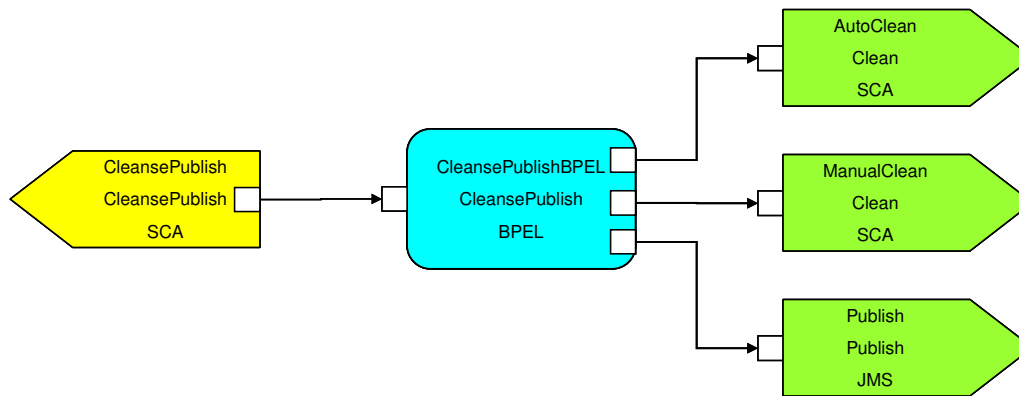 CleansePublish
CleansePublish
SCA
CleansePublishBPEL
CleansePublish
BPEL
AutoClean
Clean
SCA
ManualClean
Clean
SCA
Publish
Publish
JMS